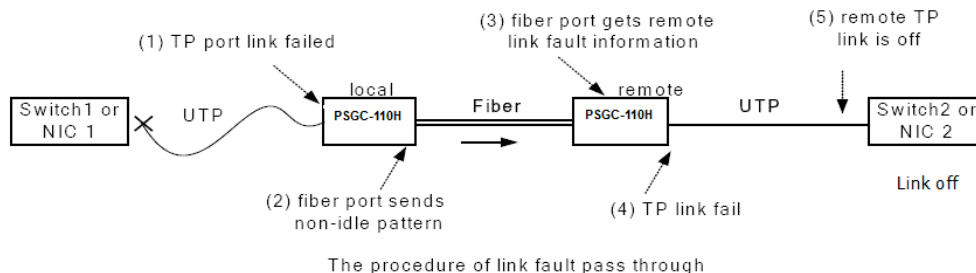 (1) TP port link failed
(3) fiber port gets remote
link fault information
(5) remote TP
link is off
local
remote
Switch1 or
NIC 1
UTP
PSGC-110H
Fiber
PSGC-110H
UTP
Switch2 or
NIC 2
(2) fiber port sends
non-idle pattern
(4) TP link fail
Link off
The procedure of link fault pass through